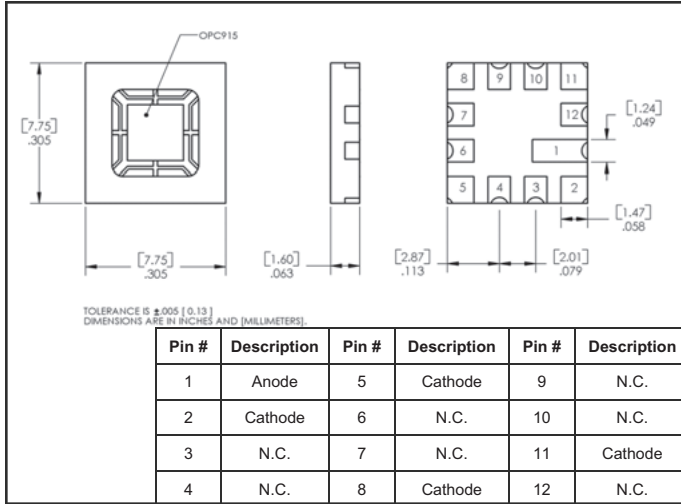 OPC915
8 9 10 11
7 12
6 1
5 4 3 2
[7.75]
.305
[7.75]
.305
[1.60]
.063
[1.24]
.049
[1.47]
.058
[2.87]
.113
[2.01]
.079
TOLERANCE IS ±.005 [ 0.13 ]
DIMENSIONS ARE IN INCHES AND [MILLIMETERS].
Pin # Description Pin # Description Pin # Description
1 Anode 5 Cathode 9 N.C.
2 Cathode 6 N.C. 10 N.C.
3 N.C. 7 N.C. 11 Cathode
4 N.C. 8 Cathode 12 N.C.